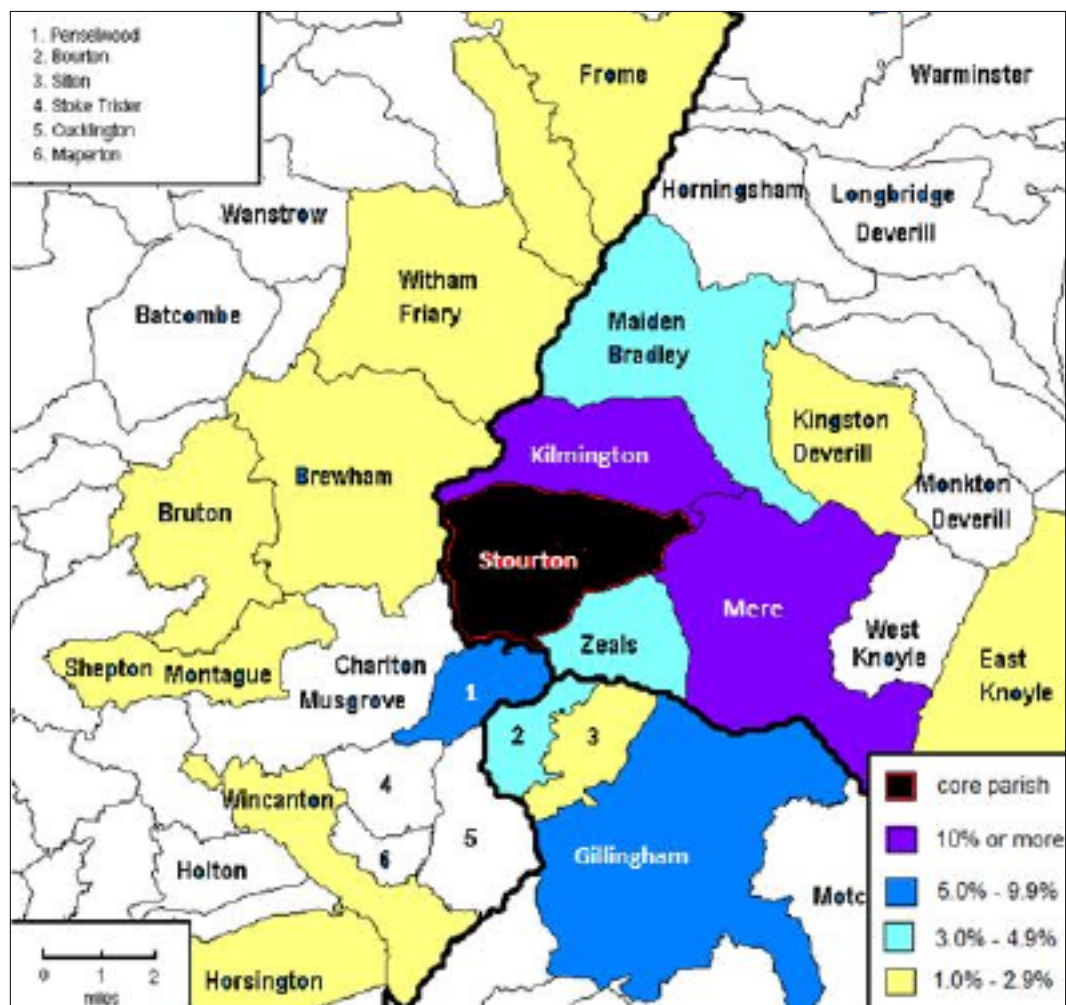 1. Penselwood
2. Bourton
3. Silton
4. Stoke Trister
5. Cucklington
6. Maperton
Frome
Warminster
Horningsham
Longbridge
Deverill
Wanstrow
Witham
Friary
Batcombe
Maiden
Bradley
Kingston
Deverill
Kilmington
Brewham
Monkton
Deverill
Bruton
Stourton
Mere
West
Knoyle
Zeals
East
Knoyle
Shepton Montague
Charlton
Musgrove
1
2
3
4
5
6
Wincanton
Holton
Gillingham
Motc
Horsington
0 1 2
miles
core parish
10% or more
5.0% - 9.9%
3.0% - 4.9%
1.0% - 2.9%